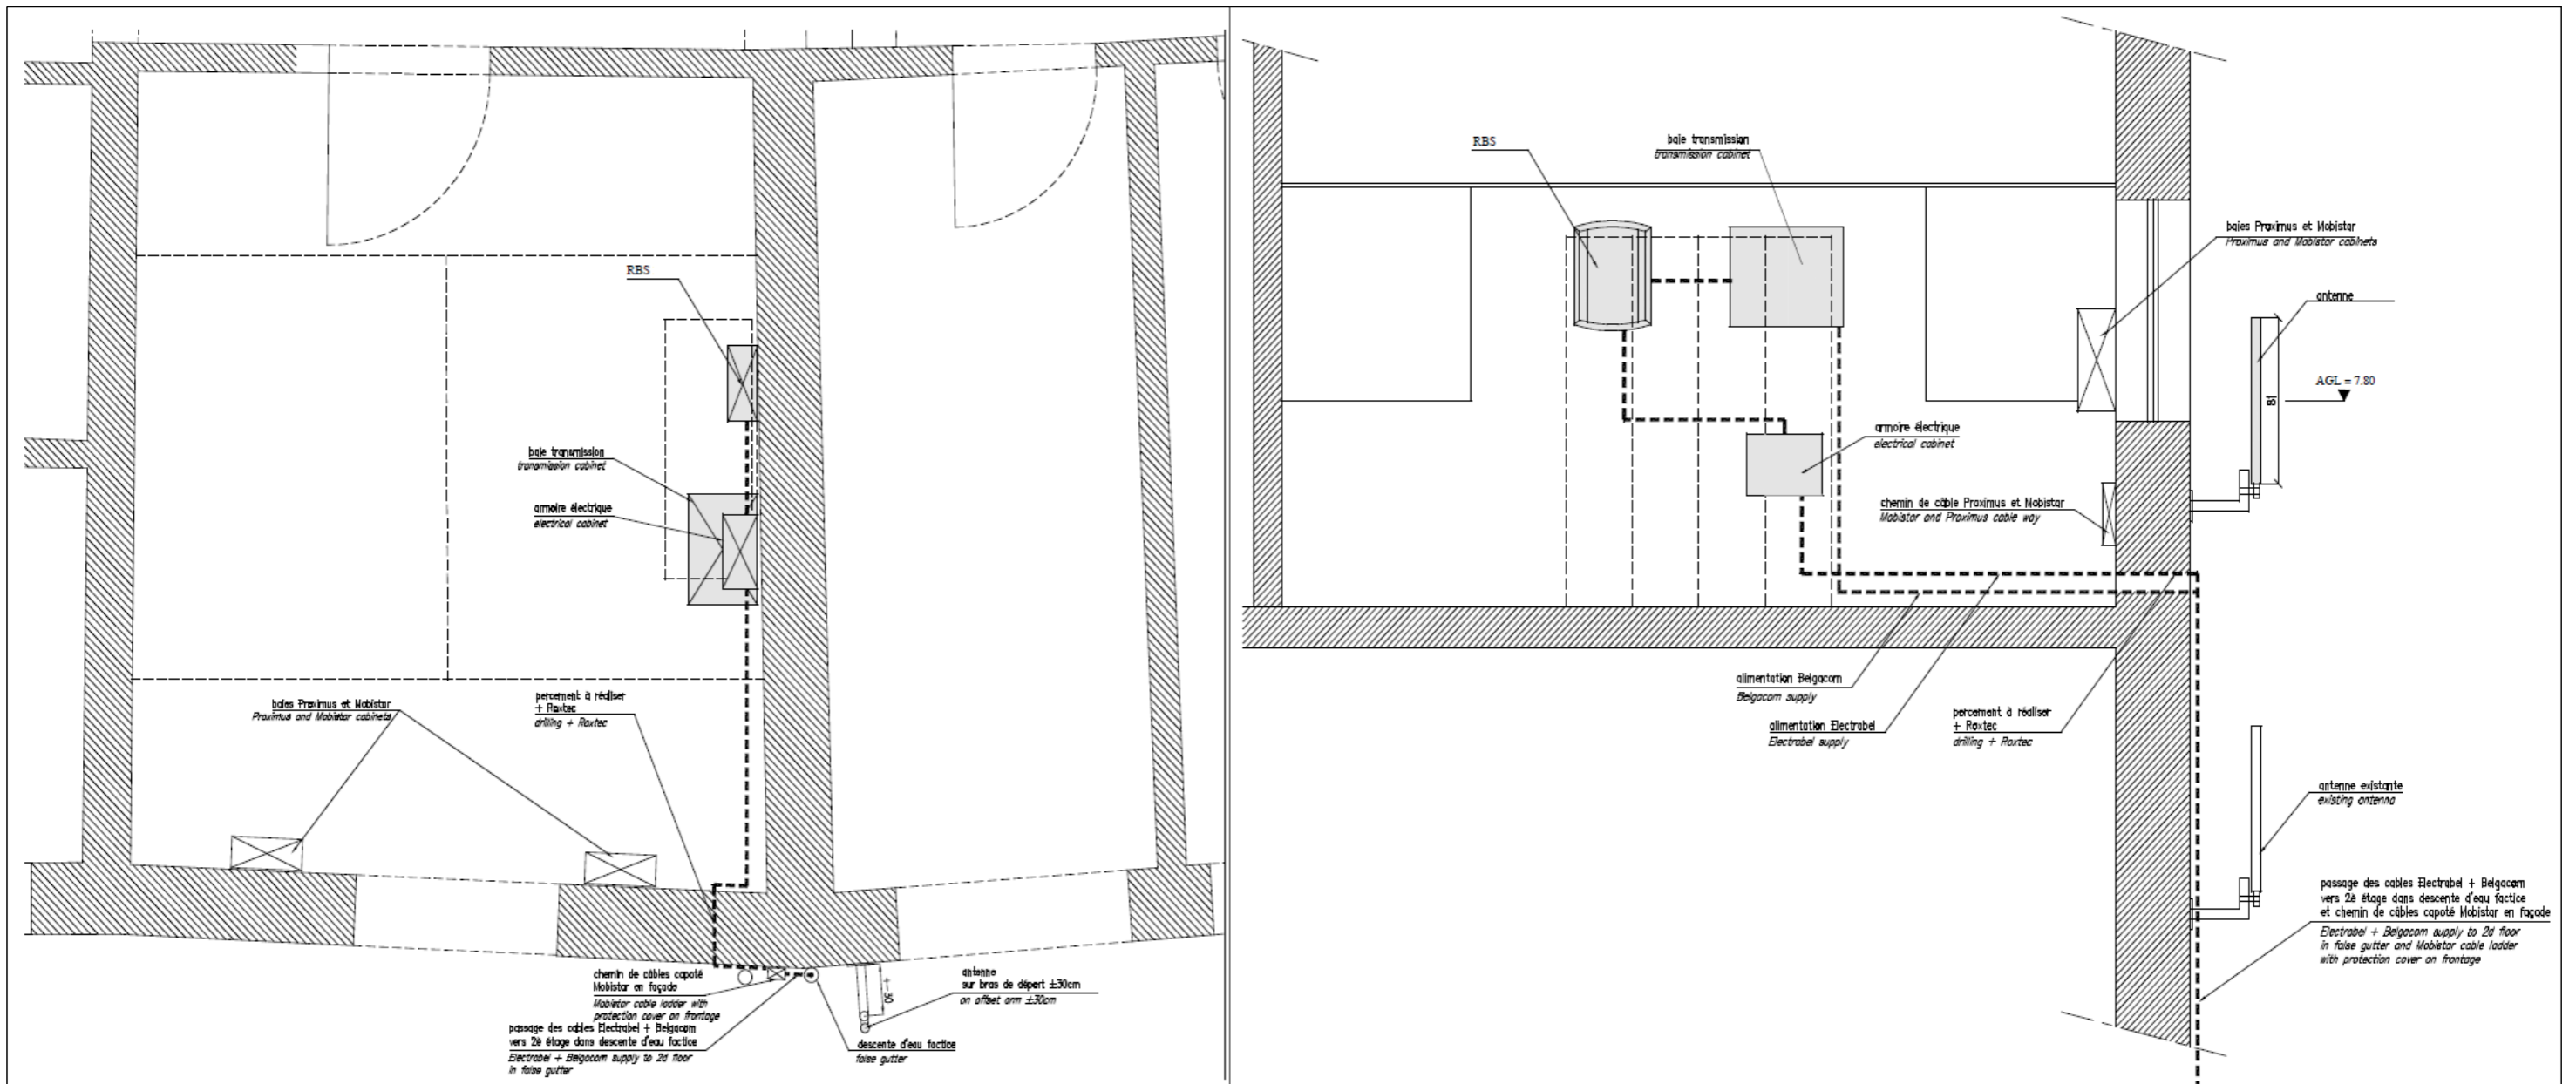 RBS
baie transmission
transmission cabinet
armoire électrique
electrical cabinet
baies Proximus et Mobistar
Proximus and Mobistar cabinets
percement à réaliser
+ Roxtec
drilling + Roxtec
chemin de câbles capoté
Mobistar en façade
Mobistar cable ladder with
protection cover on frontage
passage des cables Electrabel + Belgacom
vers 2è étage dans descente d'eau factice
Electrabel + Belgacom supply to 2d floor
in false gutter
descente d'eau factice
false gutter
+-30
antenne
sur bras de déport ±30cm
on offset arm ±30cm
RBS
baie transmission
transmission cabinet
baies Proximus et Mobistar
Proximus and Mobistar cabinets
antenne
AGL = 7.80
81
armoire électrique
electrical cabinet
chemin de câble Proximus et Mobistar
Mobistar and Proximus cable way
alimentation Belgacom
Belgacom supply
alimentation Electrabel
Electrabel supply
percement à réaliser
+ Roxtec
drilling + Roxtec
antenne existante
existing antenna
passage des cables Electrabel + Belgacom
vers 2è étage dans descente d'eau factice
et chemin de câbles capoté Mobistar en façade
Electrabel + Belgacom supply to 2d floor
in false gutter and Mobistar cable ladder
with protection cover on frontage